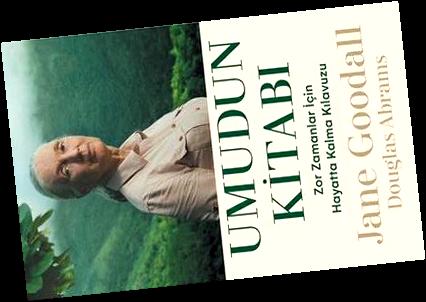 UMUDUN
KİTABI
Zor Zamanlar İçin
Hayatta Kalma Kılavuzu
Jane Goodall
Douglas Abrams